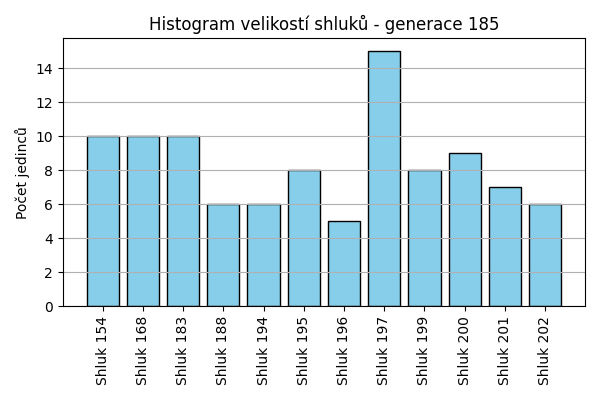 Histogram velikostí shluků - generace 185
Počet jedinců
14
12
10
8
6
4
2
0
Shluk 154
Shluk 168
Shluk 183
Shluk 188
Shluk 194
Shluk 195
Shluk 196
Shluk 197
Shluk 199
Shluk 200
Shluk 201
Shluk 202